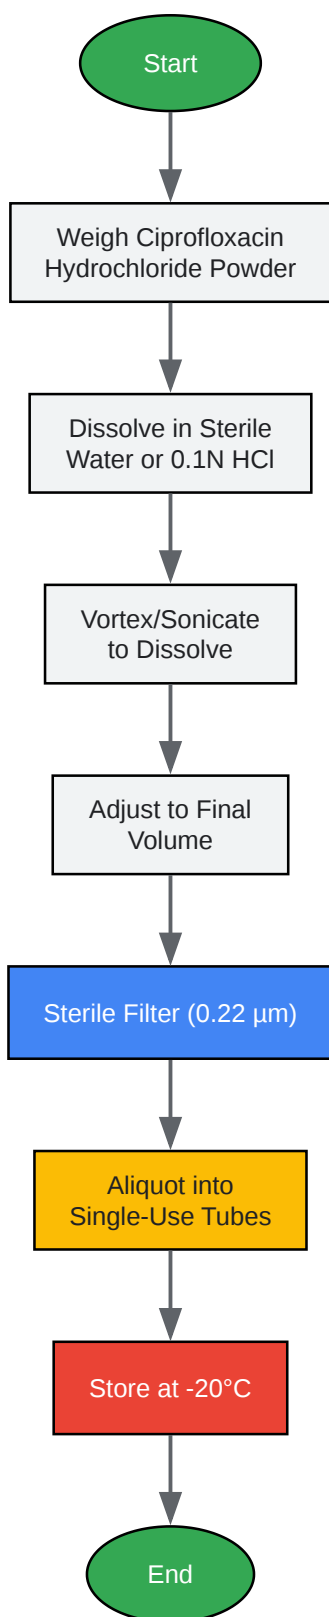 Start
Weigh Ciprofloxacin
Hydrochloride Powder
Dissolve in Sterile
Water or 0.1N HCl
Vortex/Sonicate
to Dissolve
Adjust to Final
Volume
Sterile Filter (0.22 µm)
Aliquot into
Single-Use Tubes
Store at -20°C
End